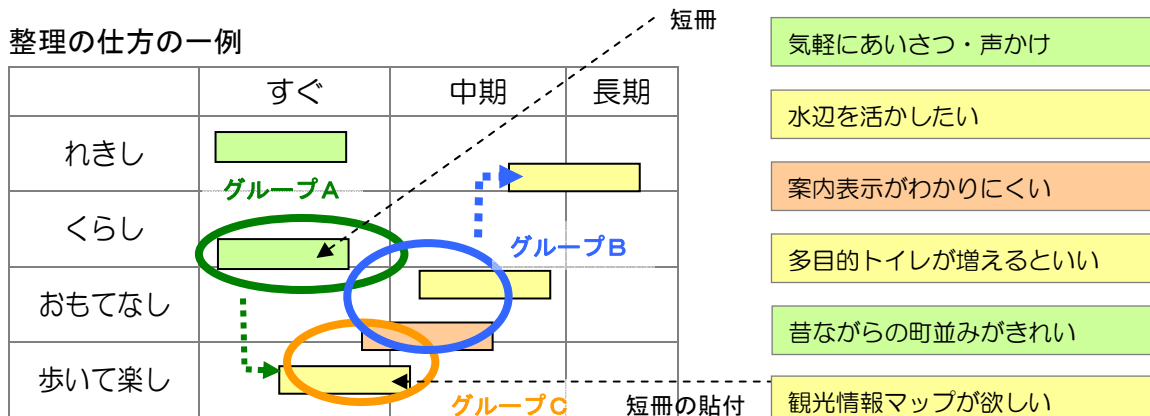 整理の仕方の一例
短冊
すぐ
中期
長期
れきし
グループA
くらし
グループB
おもてなし
歩いて楽し
グループC
短冊の貼付
気軽にあいさつ・声かけ
水辺を活かしたい
案内表示がわかりにくい
多目的トイレが増えるといい
昔ながらの町並みがきれい
観光情報マップが欲しい